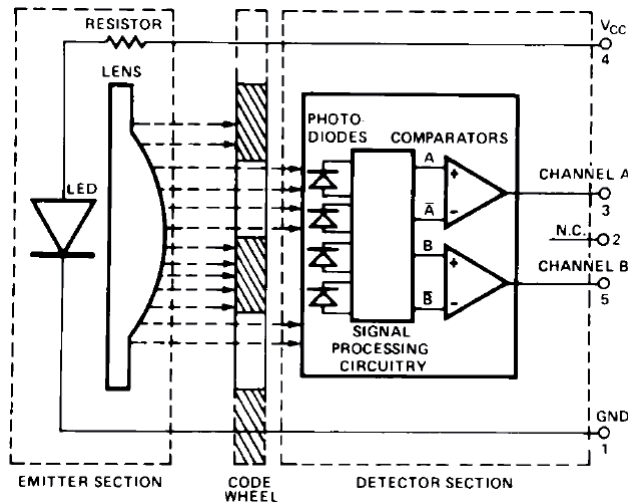 RESISTOR
VCC
4
LENS
LED
PHOTO-
DIODES
COMPARATORS
A
+
CHANNEL A
3
Ā
−
N.C.
2
B
+
CHANNEL B
5
B̄
−
SIGNAL
PROCESSING
CIRCUITRY
GND
1
EMITTER SECTION
CODE
WHEEL
DETECTOR SECTION